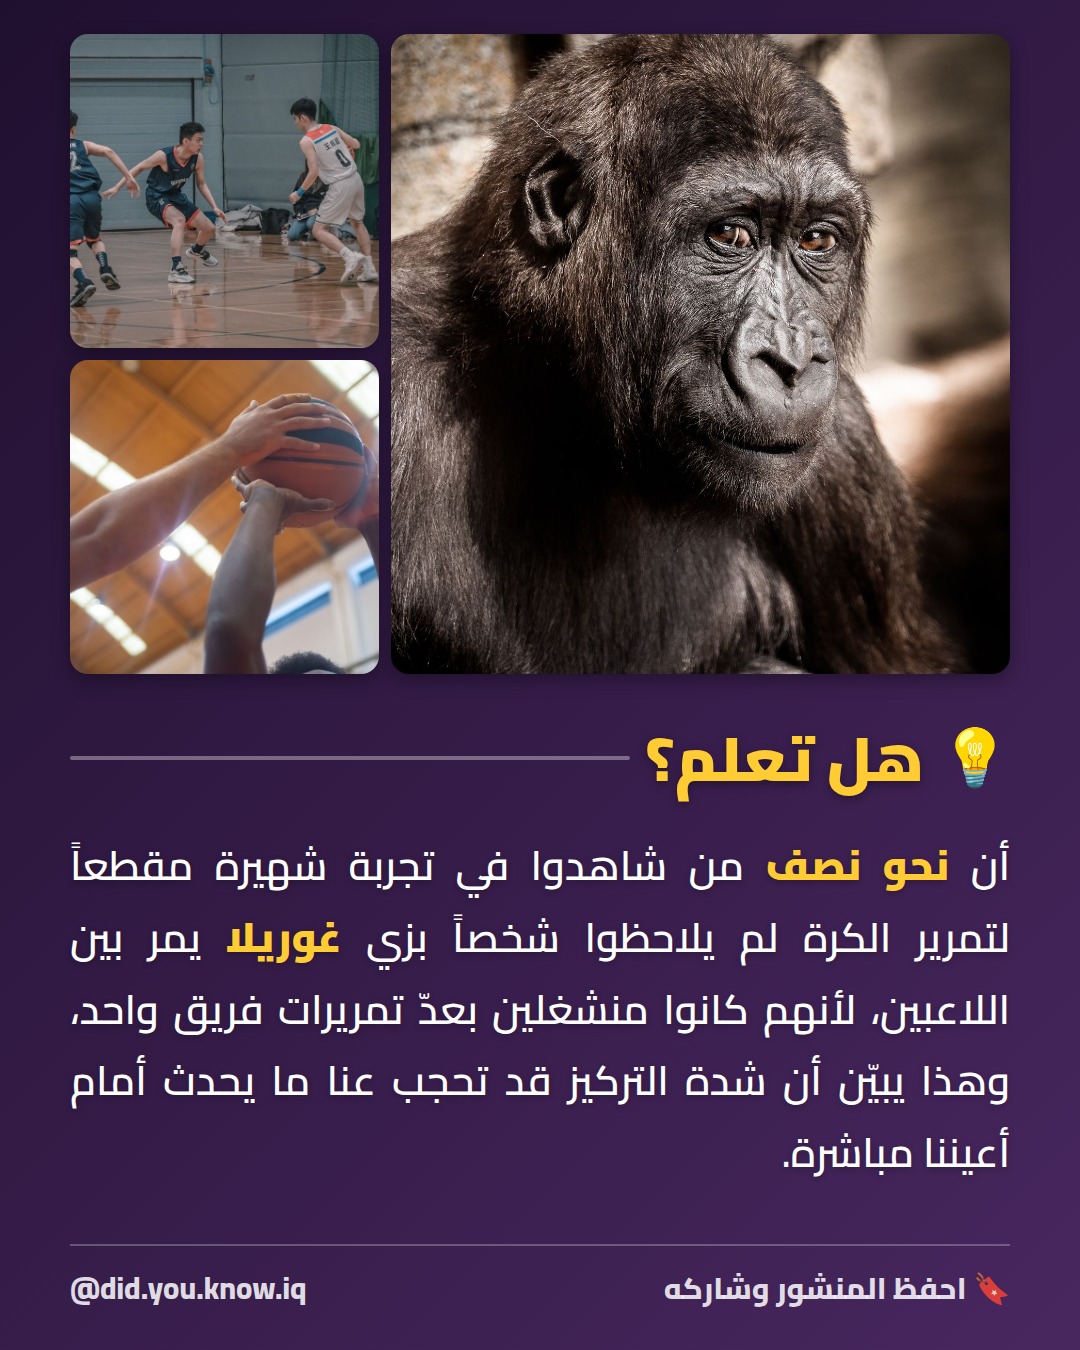 0
💡 هل تعلم؟
أن نحو نصف من شاهدوا في تجربة شهيرة مقطعاً
لتمرير الكرة لم يلاحظوا شخصاً بزي غوريلا يمر بين
اللاعبين، لأنهم كانوا منشغلين بعدّ تمريرات فريق واحد،
وهذا يبيّن أن شدة التركيز قد تحجب عنا ما يحدث أمام
أعيننا مباشرة.
🔖 احفظ المنشور وشاركه
@did.you.know.iq